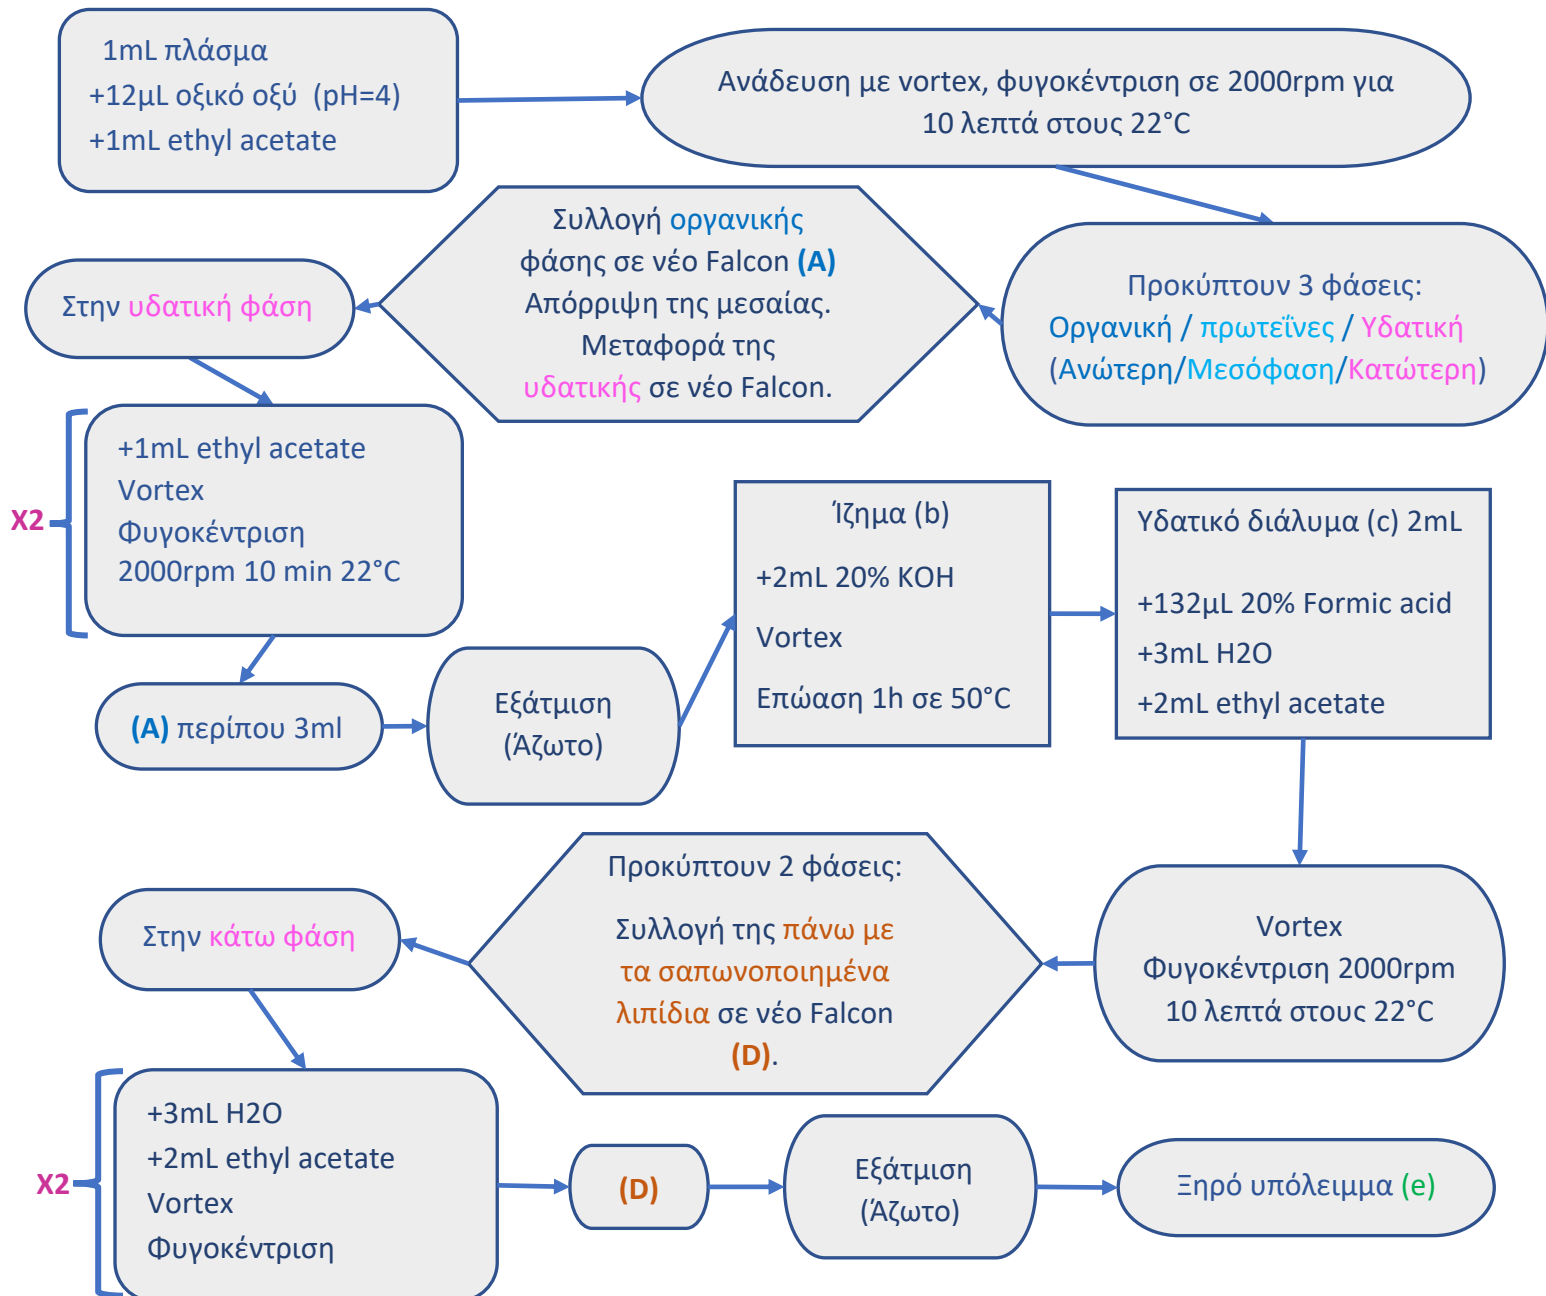 1mL πλάσμα
+12μL οξικό οξύ (pH=4)
+1mL ethyl acetate
Ανάδευση με vortex, φυγοκέντριση σε 2000rpm για
10 λεπτά στους 22°C
Προκύπτουν 3 φάσεις:
Οργανική / πρωτεΐνες / Υδατική
(Ανώτερη/Μεσόφαση/Κατώτερη)
Συλλογή οργανικής
φάσης σε νέο Falcon (A)
Απόρριψη της μεσαίας.
Μεταφορά της
υδατικής σε νέο Falcon.
Στην υδατική φάση
X2
+1mL ethyl acetate
Vortex
Φυγοκέντριση
2000rpm 10 min 22°C
(A) περίπου 3ml
Εξάτμιση
(Άζωτο)
Ίζημα (b)
+2mL 20% KOH
Vortex
Επώαση 1h σε 50°C
Υδατικό διάλυμα (c) 2mL
+132μL 20% Formic acid
+3mL H2O
+2mL ethyl acetate
Vortex
Φυγοκέντριση 2000rpm
10 λεπτά στους 22°C
Προκύπτουν 2 φάσεις:
Συλλογή της πάνω με
τα σαπωνοποιημένα
λιπίδια σε νέο Falcon
(D).
Στην κάτω φάση
X2
+3mL H2O
+2mL ethyl acetate
Vortex
Φυγοκέντριση
(D)
Εξάτμιση
(Άζωτο)
Ξηρό υπόλειμμα (e)